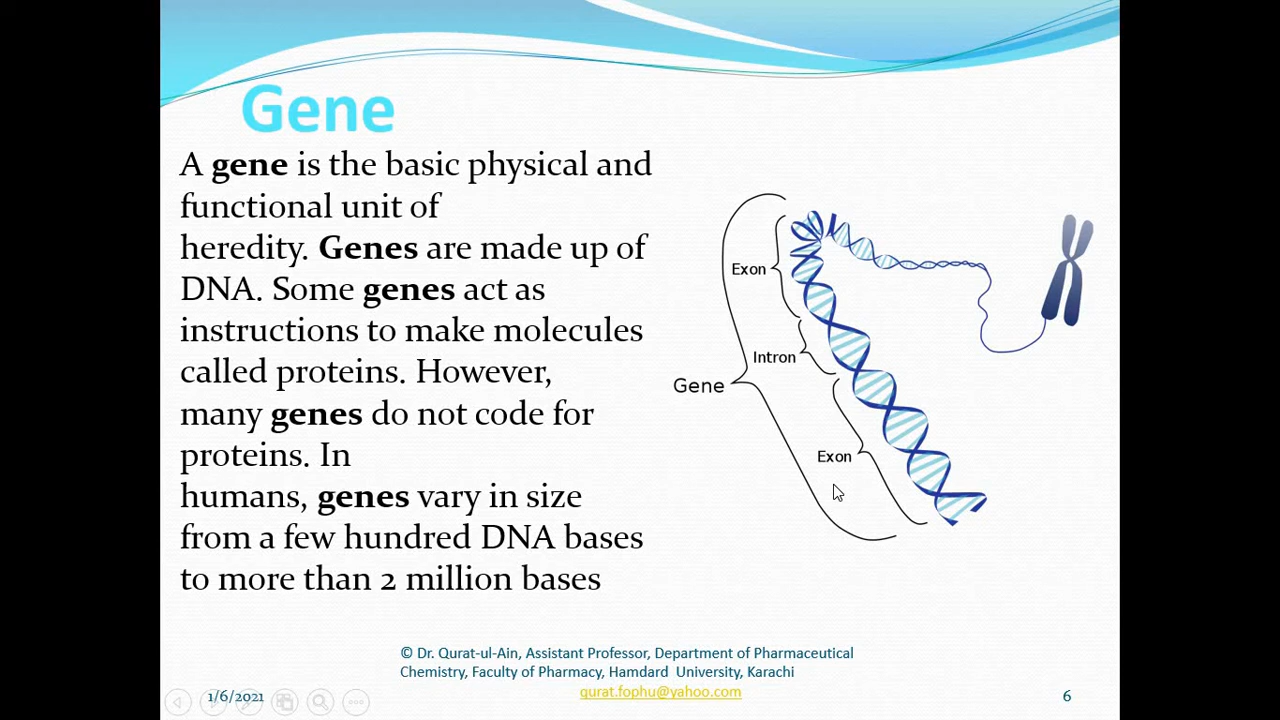 Gene
A gene is the basic physical and
functional unit of
heredity. Genes are made up of
DNA. Some genes act as
instructions to make molecules
called proteins. However,
many genes do not code for
proteins. In
humans, genes vary in size
from a few hundred DNA bases
to more than 2 million bases
Exon
Intron
Gene
Exon
© Dr. Qurat-ul-Ain, Assistant Professor, Department of Pharmaceutical
Chemistry, Faculty of Pharmacy, Hamdard University, Karachi
qurat.fophu@yahoo.com
1/6/2021
6